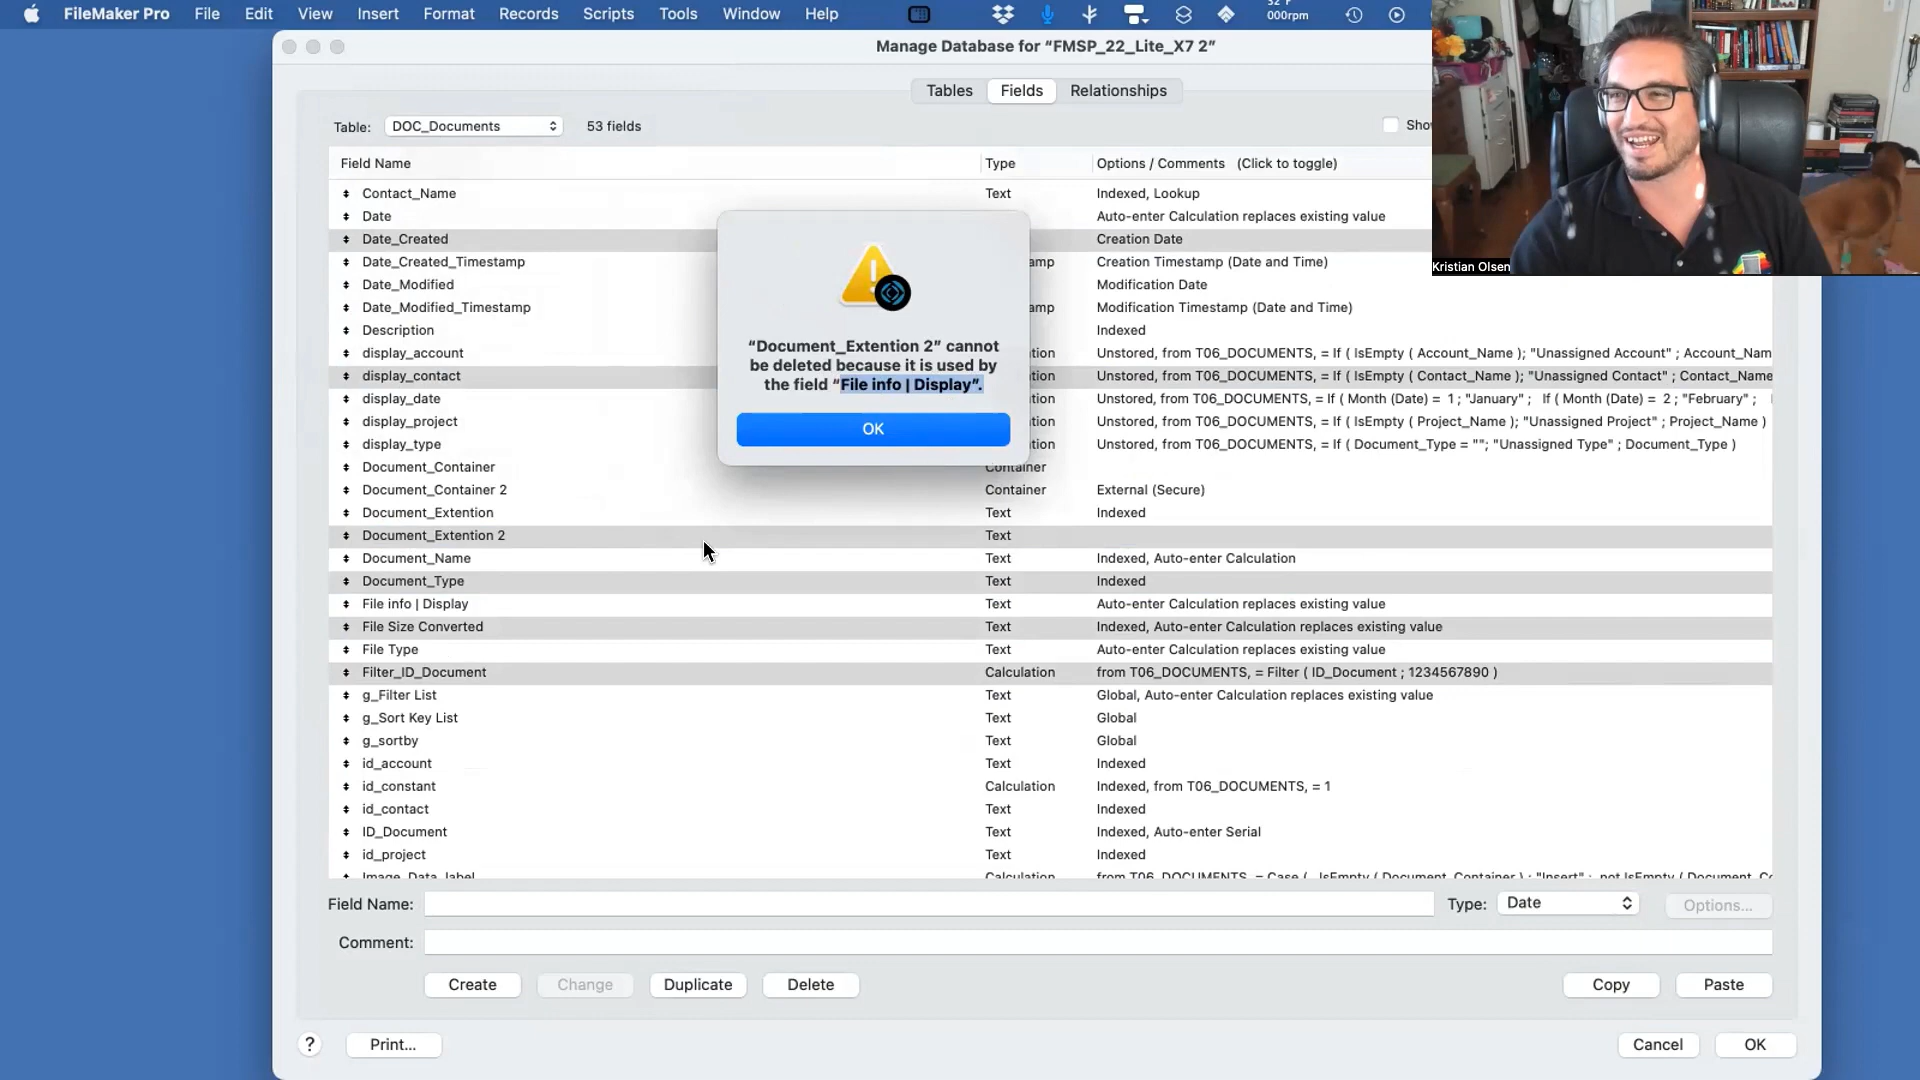 FileMaker Pro File Edit View Insert Format Records Scripts Tools Window Help
000rpm
Manage Database for “FMSP_22_Lite_X7 2”
Tables Fields Relationships
Table: DOC_Documents 53 fields
Field Name Type Options / Comments (Click to toggle)
Contact_Name Text Indexed, Lookup
Date Auto-enter Calculation replaces existing value
Date_Created Creation Date
Date_Created_Timestamp Creation Timestamp (Date and Time)
Date_Modified Modification Date
Date_Modified_Timestamp Modification Timestamp (Date and Time)
Description Indexed
display_account Unstored, from T06_DOCUMENTS, = If ( IsEmpty ( Account_Name ); "Unassigned Account" ; Account_Nam
display_contact Unstored, from T06_DOCUMENTS, = If ( IsEmpty ( Contact_Name ); "Unassigned Contact" ; Contact_Name
display_date Unstored, from T06_DOCUMENTS, = If ( Month (Date) = 1 ; "January" ; If ( Month (Date) = 2 ; "February" ;
display_project Unstored, from T06_DOCUMENTS, = If ( IsEmpty ( Project_Name ); "Unassigned Project" ; Project_Name )
display_type Unstored, from T06_DOCUMENTS, = If ( Document_Type = ""; "Unassigned Type" ; Document_Type )
Document_Container Container
Document_Container 2 Container External (Secure)
Document_Extention Text Indexed
Document_Extention 2 Text
Document_Name Text Indexed, Auto-enter Calculation
Document_Type Text Indexed
File info | Display Text Auto-enter Calculation replaces existing value
File Size Converted Text Indexed, Auto-enter Calculation replaces existing value
File Type Text Auto-enter Calculation replaces existing value
Filter_ID_Document Calculation from T06_DOCUMENTS, = Filter ( ID_Document ; 1234567890 )
g_Filter List Text Global, Auto-enter Calculation replaces existing value
g_Sort Key List Text Global
g_sortby Text Global
id_account Text Indexed
id_constant Calculation Indexed, from T06_DOCUMENTS, = 1
id_contact Text Indexed
ID_Document Text Indexed, Auto-enter Serial
id_project Text Indexed
Image_Data_label Calculation from T06_DOCUMENTS, = Case ( IsEmpty ( Document_Container ) ; "Insert" ; not IsEmpty ( Document_Co
“Document_Extention 2” cannot
be deleted because it is used by
the field “File info | Display”.
OK
Kristian Olsen
Field Name: Type: Date Options...
Comment:
Create Change Duplicate Delete Copy Paste
? Print... Cancel OK